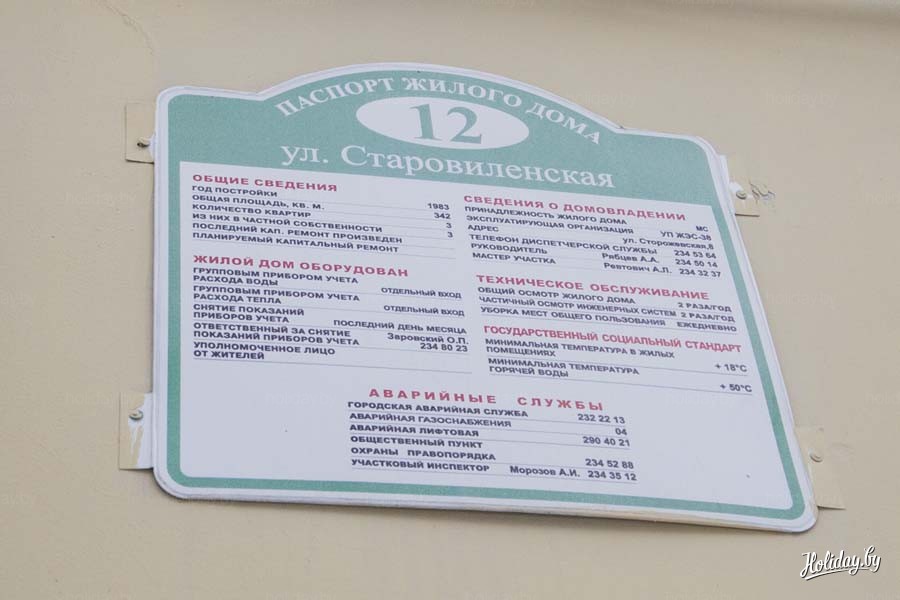 ПАСПОРТ ЖИЛОГО ДОМА
12
ул. Старовиленская
ОБЩИЕ СВЕДЕНИЯ
ГОД ПОСТРОЙКИ 1983
ОБЩАЯ ПЛОЩАДЬ, КВ. М. 342
КОЛИЧЕСТВО КВАРТИР 3
ИЗ НИХ В ЧАСТНОЙ СОБСТВЕННОСТИ 3
ПОСЛЕДНИЙ КАП. РЕМОНТ ПРОИЗВЕДЕН
ПЛАНИРУЕМЫЙ КАПИТАЛЬНЫЙ РЕМОНТ
ЖИЛОЙ ДОМ ОБОРУДОВАН
ГРУППОВЫМ ПРИБОРОМ УЧЕТА
РАСХОДА ВОДЫ ОТДЕЛЬНЫЙ ВХОД
ГРУППОВЫМ ПРИБОРОМ УЧЕТА
РАСХОДА ТЕПЛА ОТДЕЛЬНЫЙ ВХОД
СНЯТИЕ ПОКАЗАНИЙ
ПРИБОРОВ УЧЕТА ПОСЛЕДНИЙ ДЕНЬ МЕСЯЦА
ОТВЕТСТВЕННЫЙ ЗА СНЯТИЕ Заровский О.П.
ПОКАЗАНИЙ ПРИБОРОВ УЧЕТА 234 80 23
УПОЛНОМОЧЕННОЕ ЛИЦО
ОТ ЖИТЕЛЕЙ
СВЕДЕНИЯ О ДОМОВЛАДЕНИИ
ПРИНАДЛЕЖНОСТЬ ЖИЛОГО ДОМА МС
ЭКСПЛУАТИРУЮЩАЯ ОРГАНИЗАЦИЯ УП ЖЭС-38
АДРЕС ул. Сторожевская,8
ТЕЛЕФОН ДИСПЕТЧЕРСКОЙ СЛУЖБЫ 234 53 64
РУКОВОДИТЕЛЬ Рябцев А.А. 234 50 14
МАСТЕР УЧАСТКА Ревтович А.Л. 234 32 37
ТЕХНИЧЕСКОЕ ОБСЛУЖИВАНИЕ
ОБЩИЙ ОСМОТР ЖИЛОГО ДОМА 2 РАЗА/ГОД
ЧАСТИЧНЫЙ ОСМОТР ИНЖЕНЕРНЫХ СИСТЕМ 2 РАЗА/ГОД
УБОРКА МЕСТ ОБЩЕГО ПОЛЬЗОВАНИЯ ЕЖЕДНЕВНО
ГОСУДАРСТВЕННЫЙ СОЦИАЛЬНЫЙ СТАНДАРТ
МИНИМАЛЬНАЯ ТЕМПЕРАТУРА В ЖИЛЫХ
ПОМЕЩЕНИЯХ + 18°С
МИНИМАЛЬНАЯ ТЕМПЕРАТУРА
ГОРЯЧЕЙ ВОДЫ + 50°С
АВАРИЙНЫЕ СЛУЖБЫ
ГОРОДСКАЯ АВАРИЙНАЯ СЛУЖБА 232 22 13
АВАРИЙНАЯ ГАЗОСНАБЖЕНИЯ 04
АВАРИЙНАЯ ЛИФТОВАЯ 290 40 21
ОБЩЕСТВЕННЫЙ ПУНКТ
ОХРАНЫ ПРАВОПОРЯДКА 234 52 88
УЧАСТКОВЫЙ ИНСПЕКТОР Морозов А.И. 234 35 12
Holiday.by